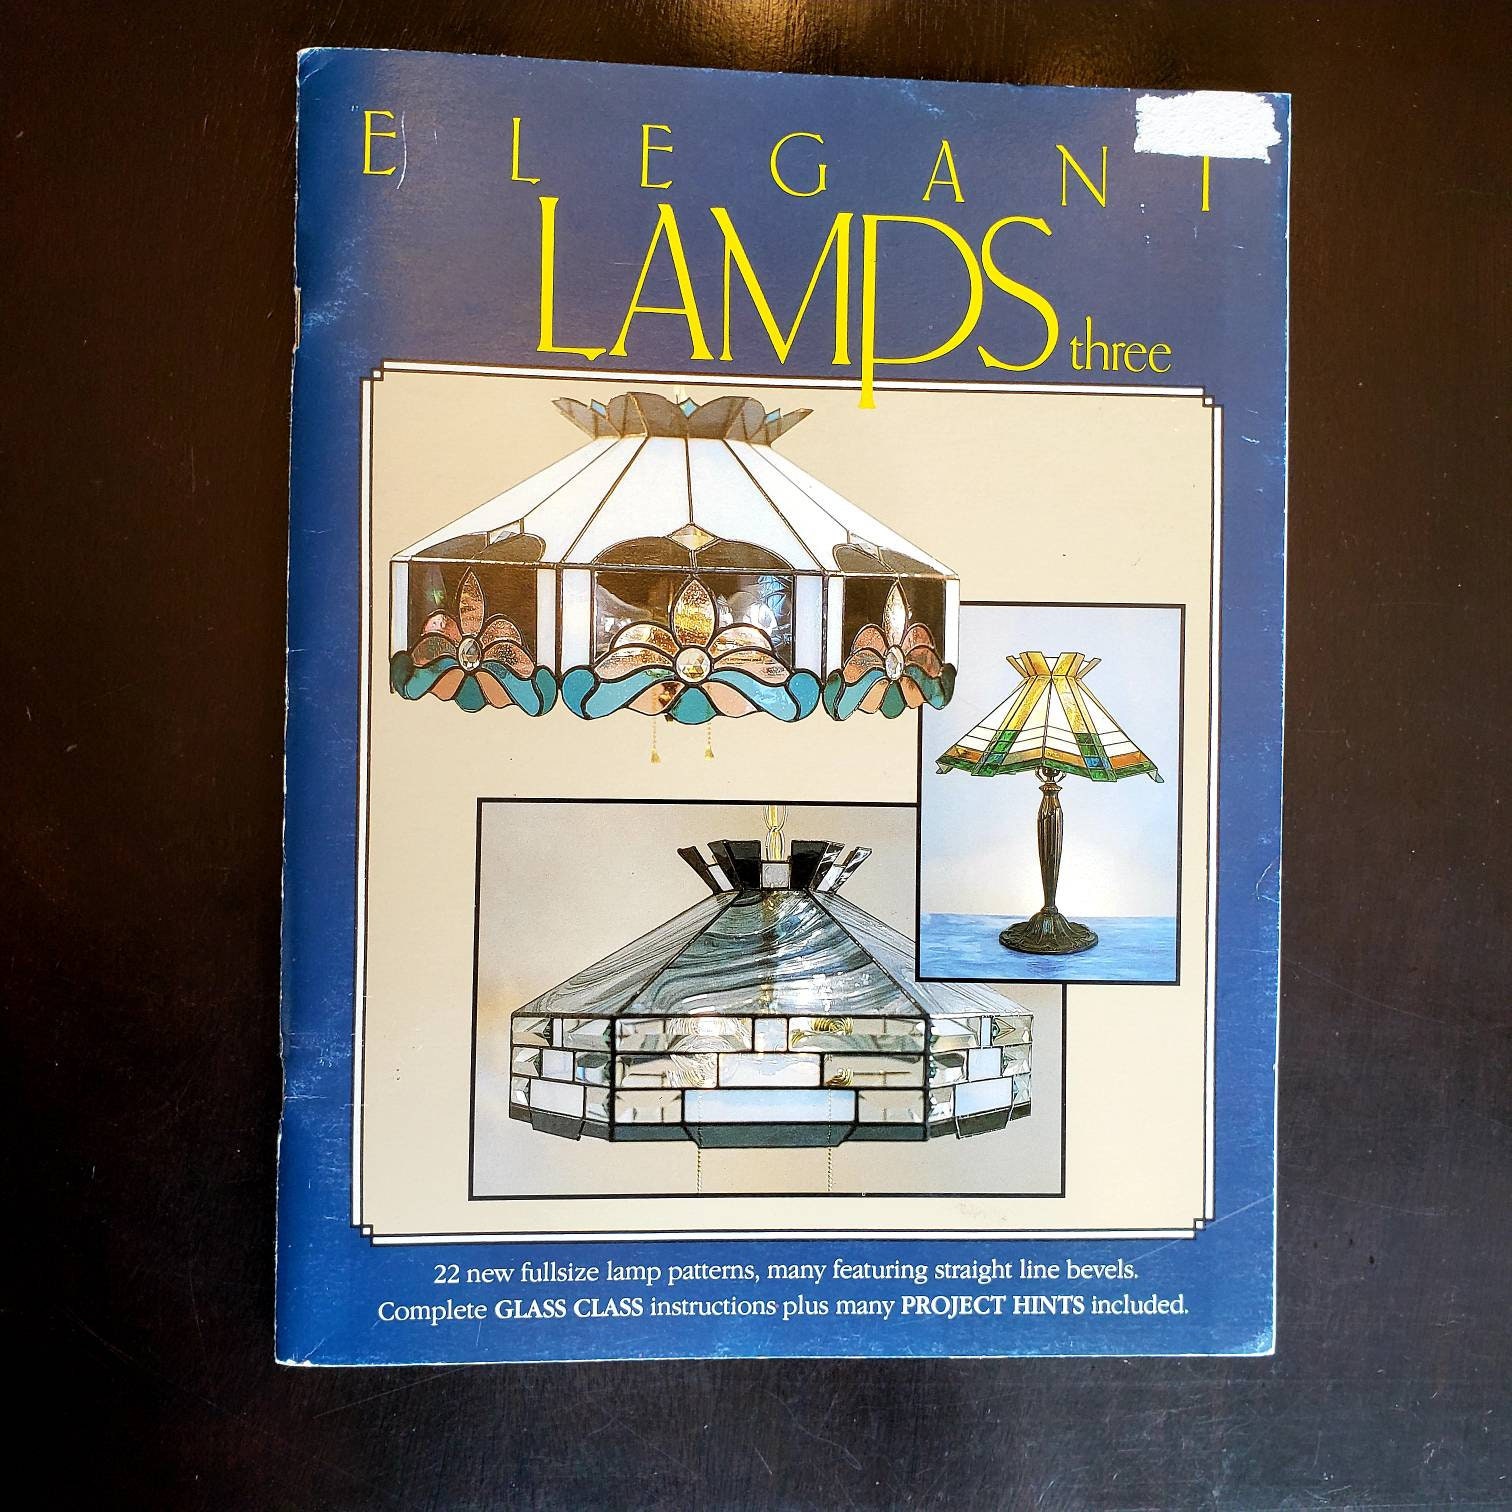 ELEGANT
LAMPS three
22 new fullsize lamp patterns, many featuring straight line bevels.
Complete GLASS CLASS instructions plus many PROJECT HINTS included.